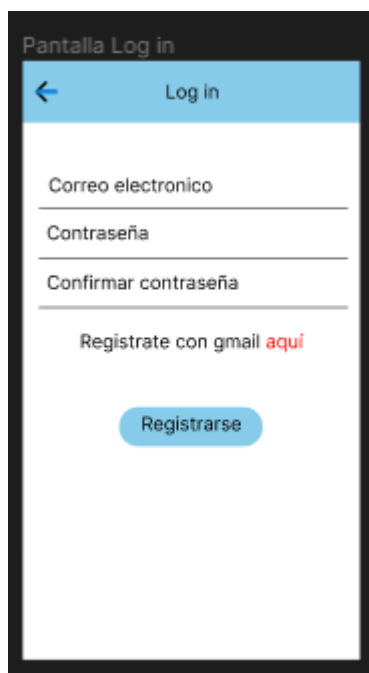 Pantalla Log in
Log in
Correo electronico
Contraseña
Confirmar contraseña
Registrate con gmail aquí
Registrarse